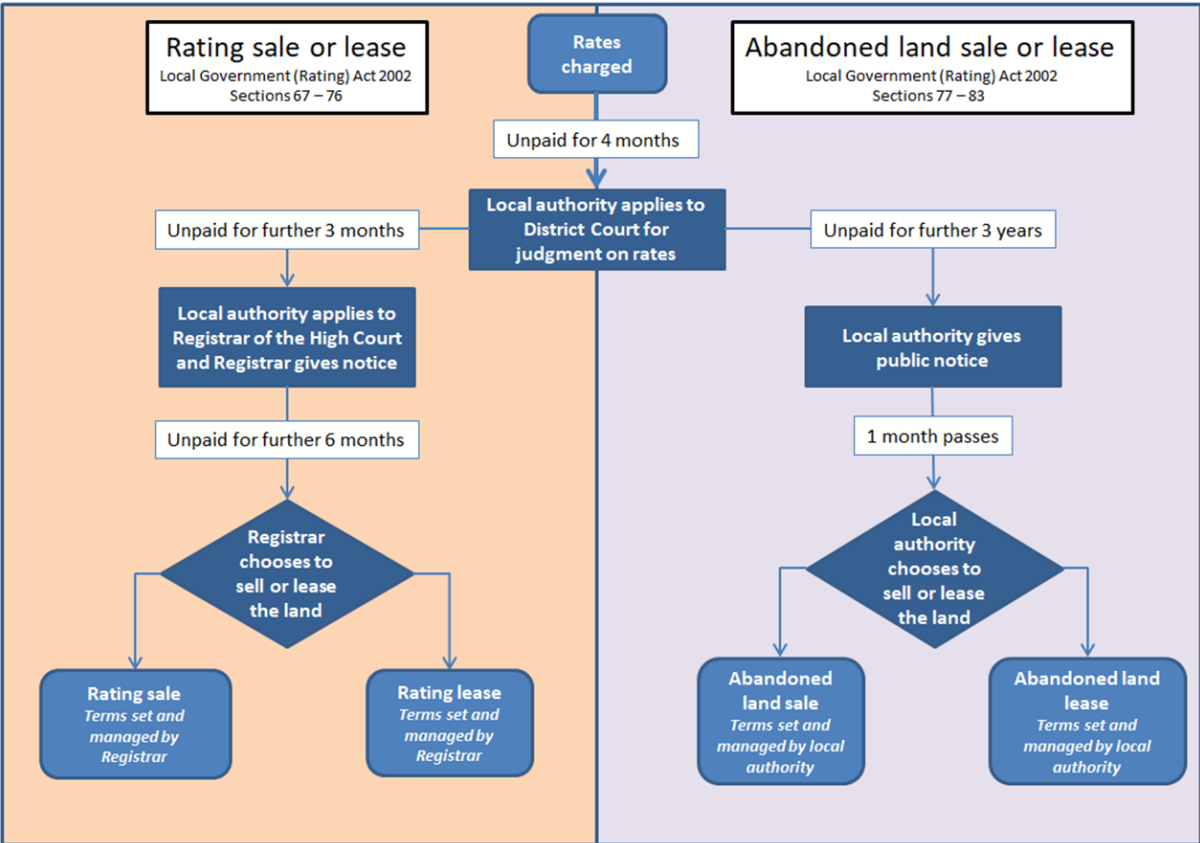 Rating sale or lease
Local Government (Rating) Act 2002
Sections 67 – 76
Rates
charged
Abandoned land sale or lease
Local Government (Rating) Act 2002
Sections 77 – 83
Unpaid for 4 months
Local authority applies to
District Court for
judgment on rates
Unpaid for further 3 months
Local authority applies to
Registrar of the High Court
and Registrar gives notice
Unpaid for further 6 months
Registrar
chooses to
sell or lease
the land
Rating sale
Terms set and
managed by
Registrar
Rating lease
Terms set and
managed by
Registrar
Unpaid for further 3 years
Local authority gives
public notice
1 month passes
Local
authority
chooses to
sell or lease
the land
Abandoned
land sale
Terms set and
managed by local
authority
Abandoned land
lease
Terms set and
managed by local
authority